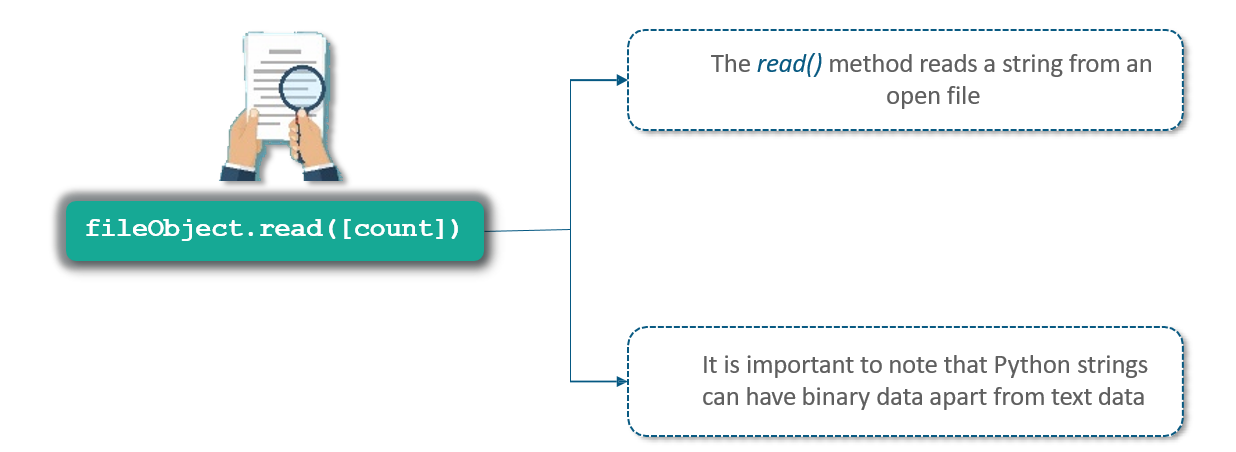 fileObject.read([count])
The read() method reads a string from an
open file
It is important to note that Python strings
can have binary data apart from text data